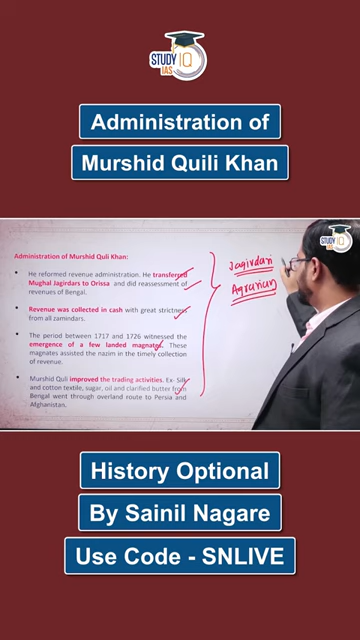 STUDY IQ
IAS
Administration of
Murshid Quili Khan
Administration of Murshid Quli Khan:
• He reformed revenue administration. He transferred
Mughal Jagirdars to Orissa and did reassessment of
revenues of Bengal.
• Revenue was collected in cash with great strictness
from all zamindars.
• The period between 1717 and 1726 witnessed the
emergence of a few landed magnates. These
magnates assisted the nazim in the timely collection
of revenue.
• Murshid Quli improved the trading activities. Ex- Silk
and cotton textile, sugar, oil and clarified butter from
Bengal went through overland route to Persia and
Afghanistan.
Jagirdari
Agrarian
History Optional
By Sainil Nagare
Use Code - SNLIVE